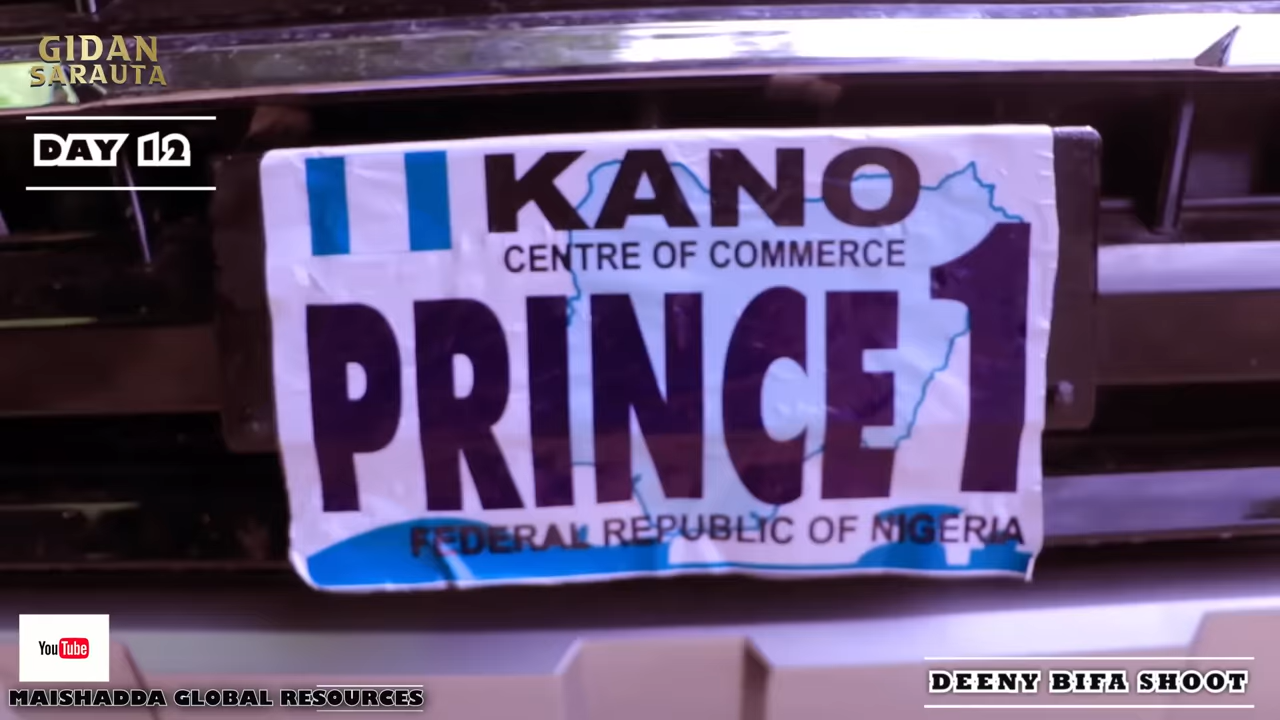 GIDAN
SARAUTA
DAY 12
KANO
CENTRE OF COMMERCE
PRINCE 1
FEDERAL REPUBLIC OF NIGERIA
YouTube
MAISHADDA GLOBAL RESOURCES
DEENY BIFA SHOOT